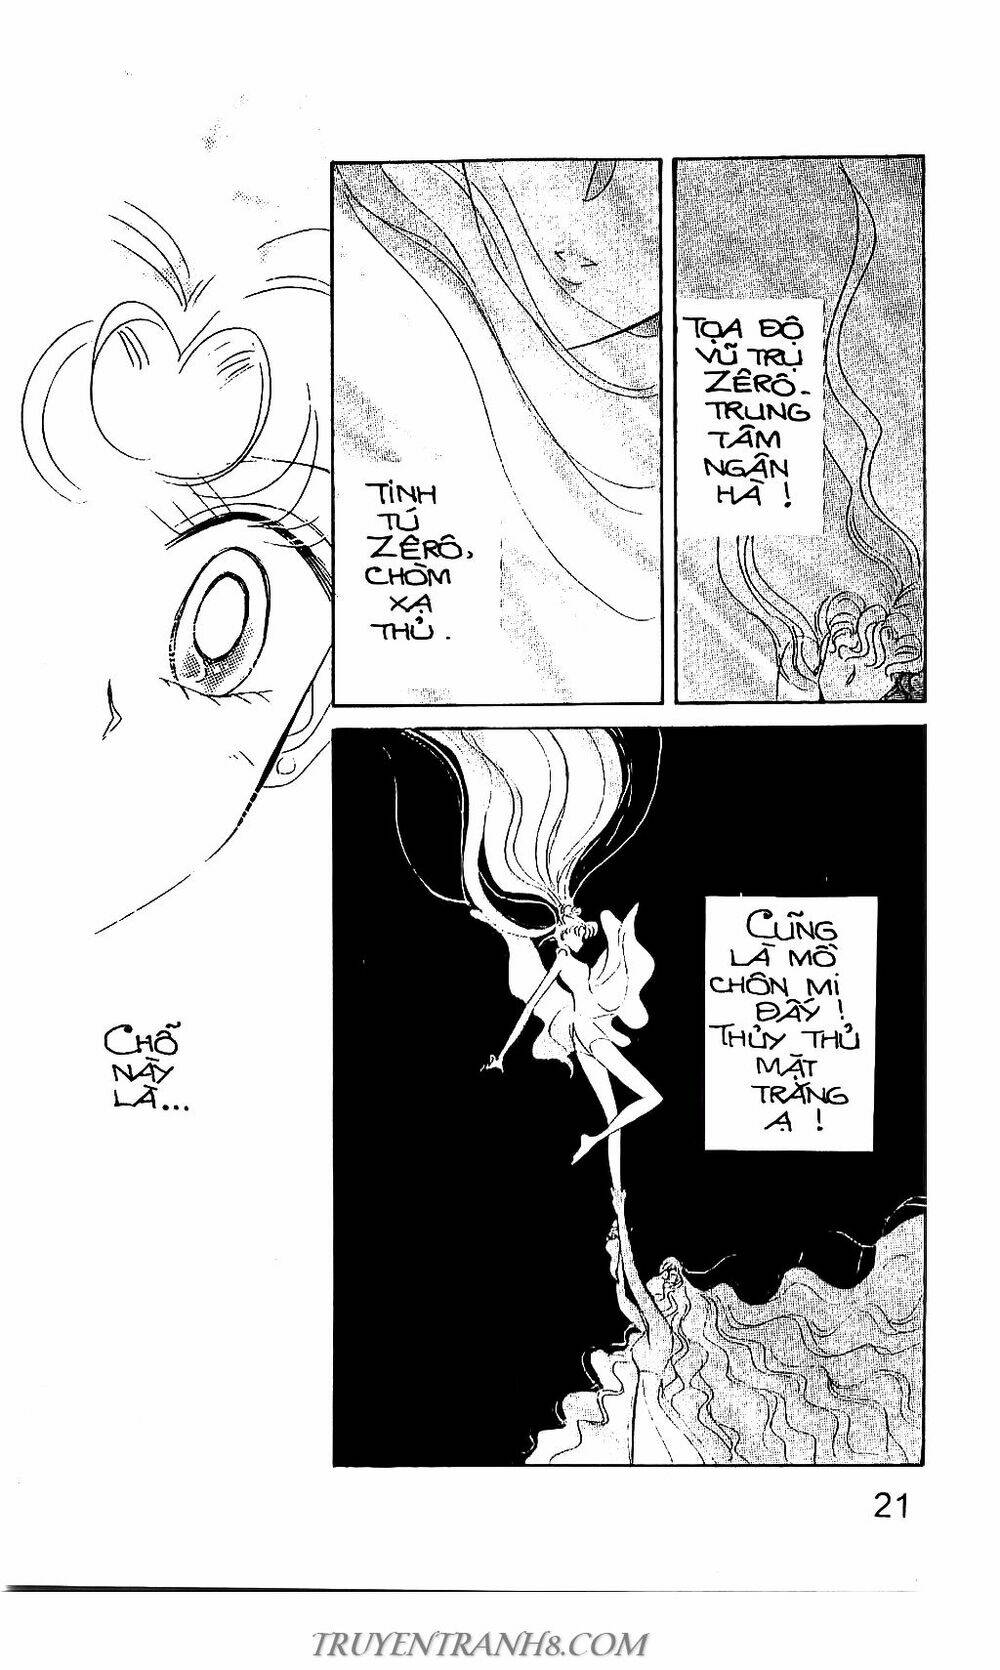 CHỖ
NÀY
LÀ...
TINH
TÚ
ZÊRÔ,
CHÒM
XẠ
THỦ.
TỌA ĐỘ
VŨ TRỤ
ZÊRÔ-
TRUNG
TÂM
NGÂN
HÀ!
CŨNG
LÀ MỒ
CHÔN MI
ĐẤY!
THỦY THỦ
MẶT
TRĂNG
Ạ!
21
TRUYENTRANH8.COM